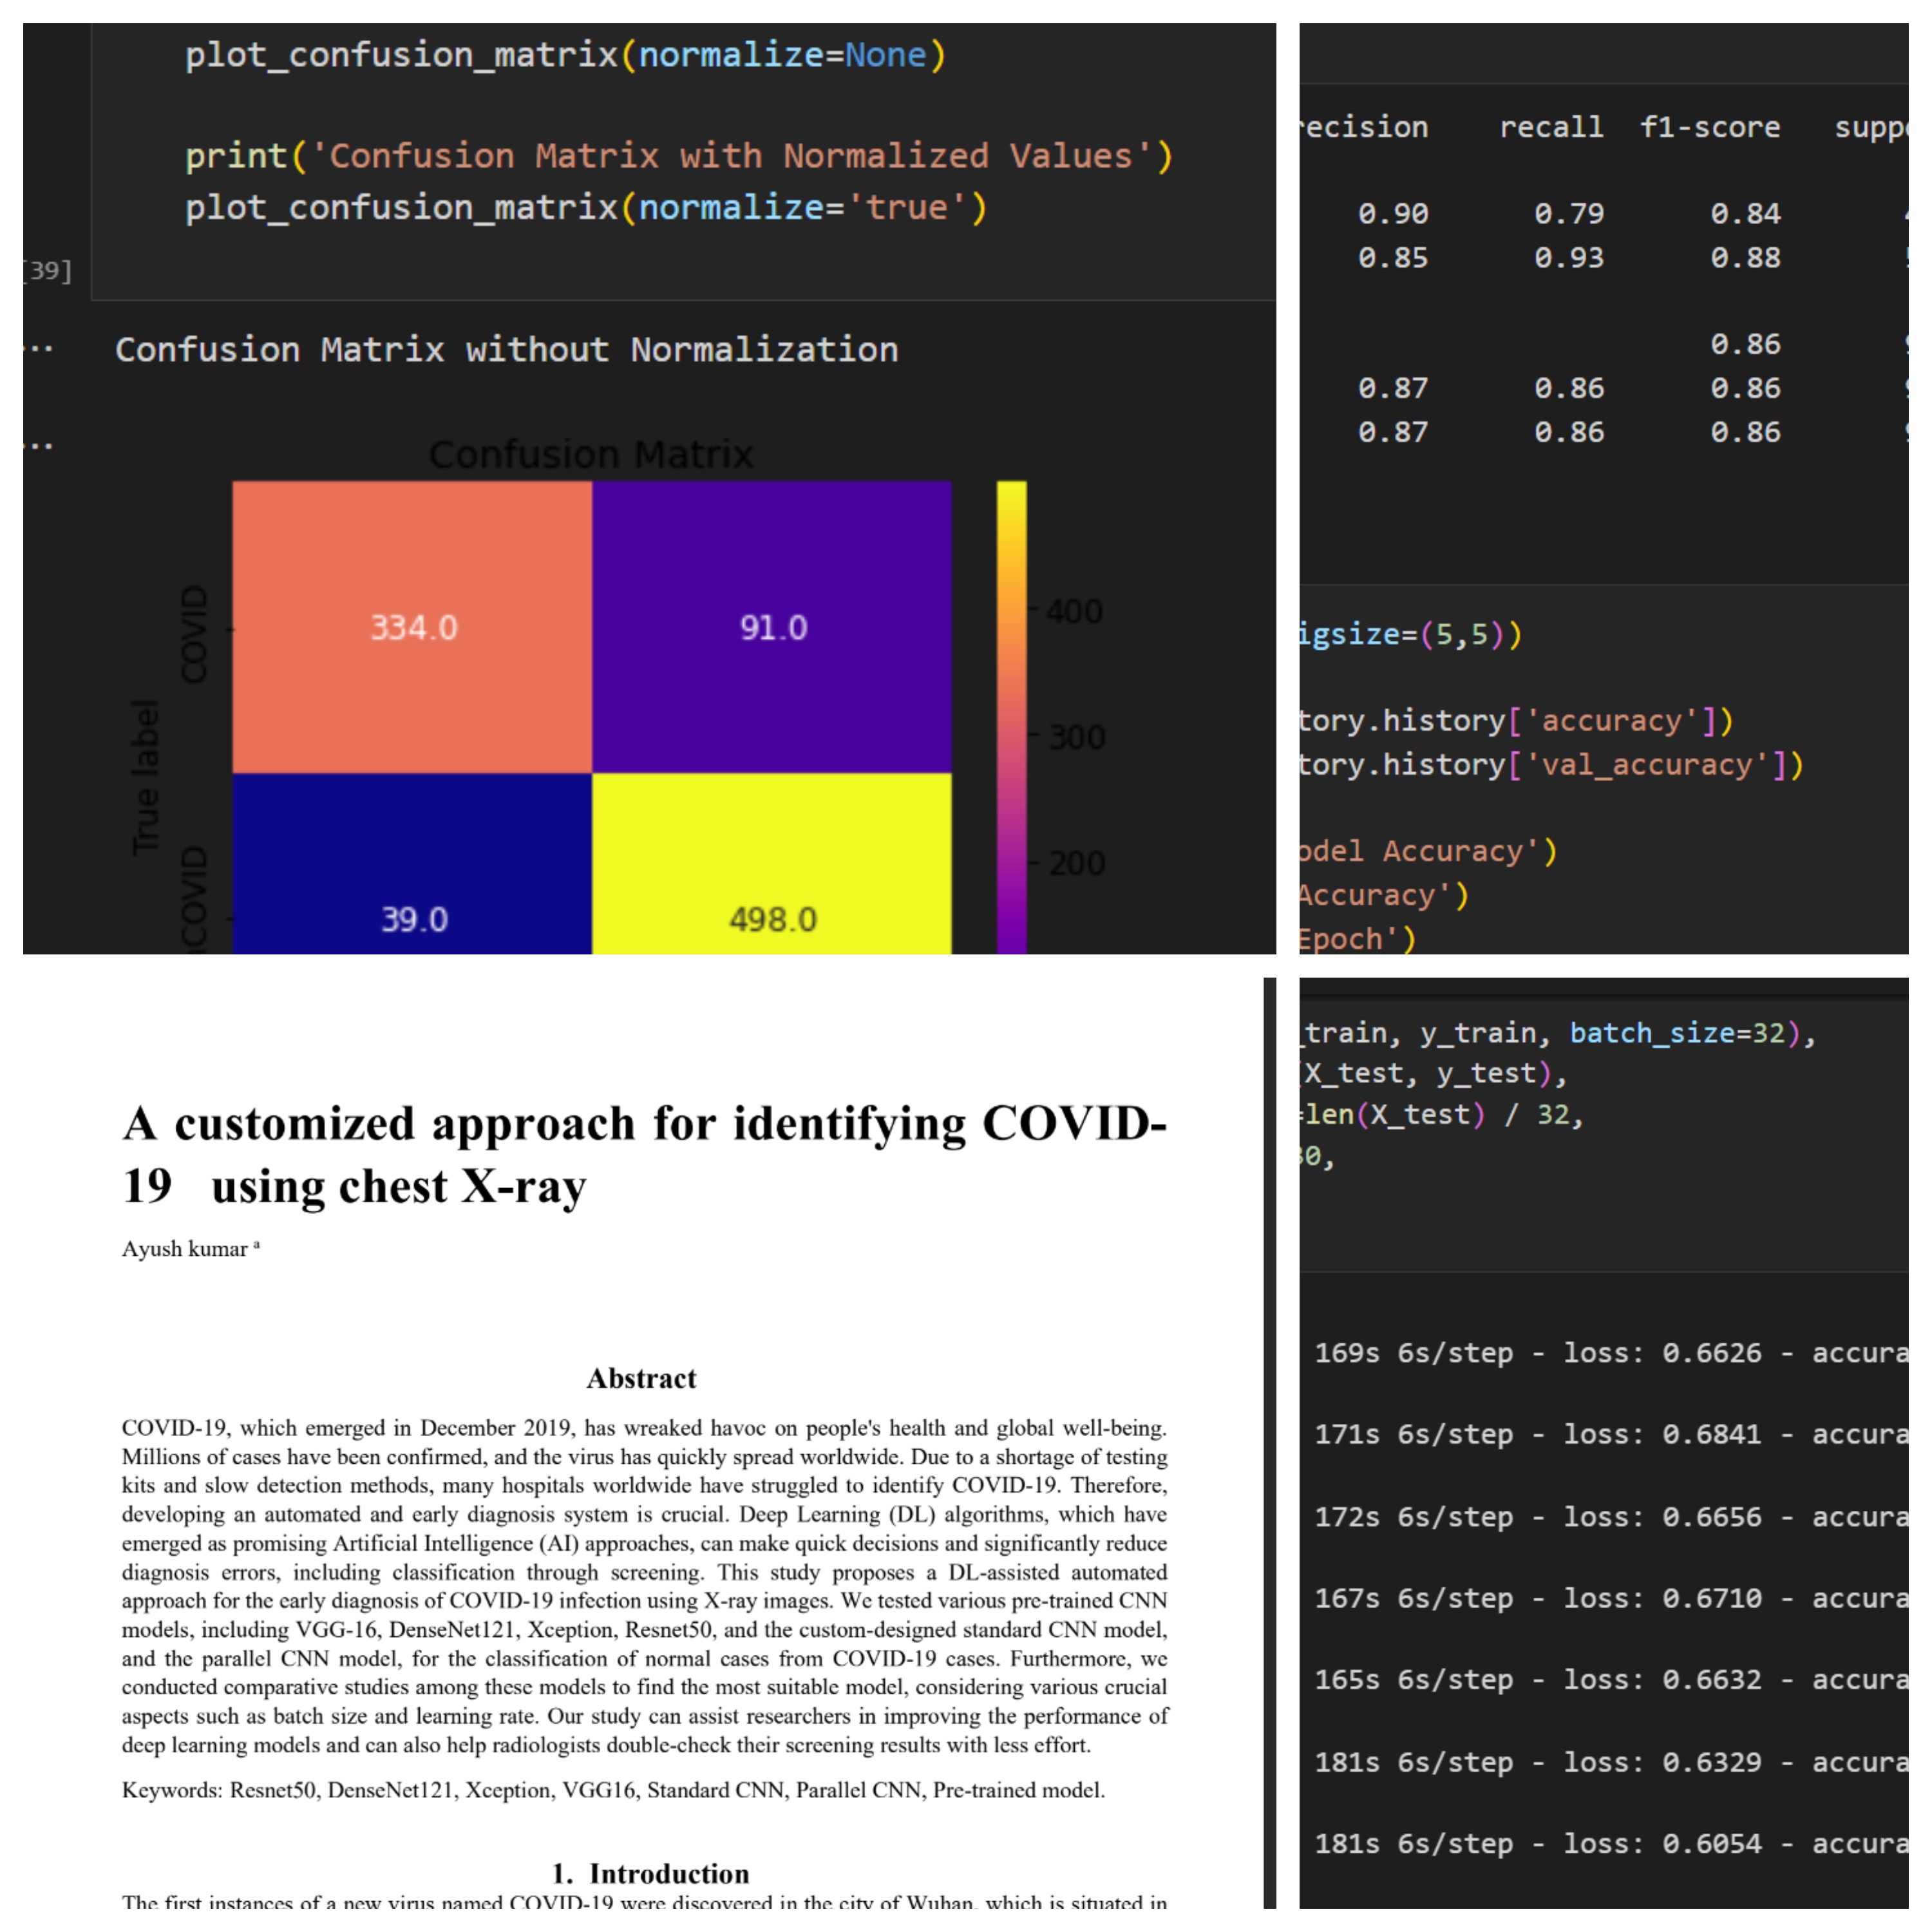 plot_confusion_matrix(normalize=None)
print('Confusion Matrix with Normalized Values')
plot_confusion_matrix(normalize='true')
[39]
...
Confusion Matrix without Normalization
...
Confusion Matrix
True label
COVID
334.0
91.0
39.0
498.0
400
300
200
recall f1-score
0.90 0.79 0.84
0.85 0.93 0.88
0.86
0.87 0.86 0.86
0.87 0.86 0.86
igsize=(5,5))
tory.history['accuracy'])
tory.history['val_accuracy'])
odel Accuracy')
Accuracy')
Epoch')
A customized approach for identifying COVID-
19 using chest X-ray
Ayush kumar a
Abstract
COVID-19, which emerged in December 2019, has wreaked havoc on people's health and global well-being.
Millions of cases have been confirmed, and the virus has quickly spread worldwide. Due to a shortage of testing
kits and slow detection methods, many hospitals worldwide have struggled to identify COVID-19. Therefore,
developing an automated and early diagnosis system is crucial. Deep Learning (DL) algorithms, which have
emerged as promising Artificial Intelligence (AI) approaches, can make quick decisions and significantly reduce
diagnosis errors, including classification through screening. This study proposes a DL-assisted automated
approach for the early diagnosis of COVID-19 infection using X-ray images. We tested various pre-trained CNN
models, including VGG-16, DenseNet121, Xception, Resnet50, and the custom-designed standard CNN model,
and the parallel CNN model, for the classification of normal cases from COVID-19 cases. Furthermore, we
conducted comparative studies among these models to find the most suitable model, considering various crucial
aspects such as batch size and learning rate. Our study can assist researchers in improving the performance of
deep learning models and can also help radiologists double-check their screening results with less effort.
Keywords: Resnet50, DenseNet121, Xception, VGG16, Standard CNN, Parallel CNN, Pre-trained model.
1. Introduction
The first instances of a new virus named COVID-19 were discovered in the city of Wuhan, which is situated in
_train, y_train, batch_size=32),
(X_test, y_test),
=len(X_test) / 32,
0,
169s 6s/step - loss: 0.6626 - accura
171s 6s/step - loss: 0.6841 - accura
172s 6s/step - loss: 0.6656 - accura
167s 6s/step - loss: 0.6710 - accura
165s 6s/step - loss: 0.6632 - accura
181s 6s/step - loss: 0.6329 - accura
181s 6s/step - loss: 0.6054 - accura